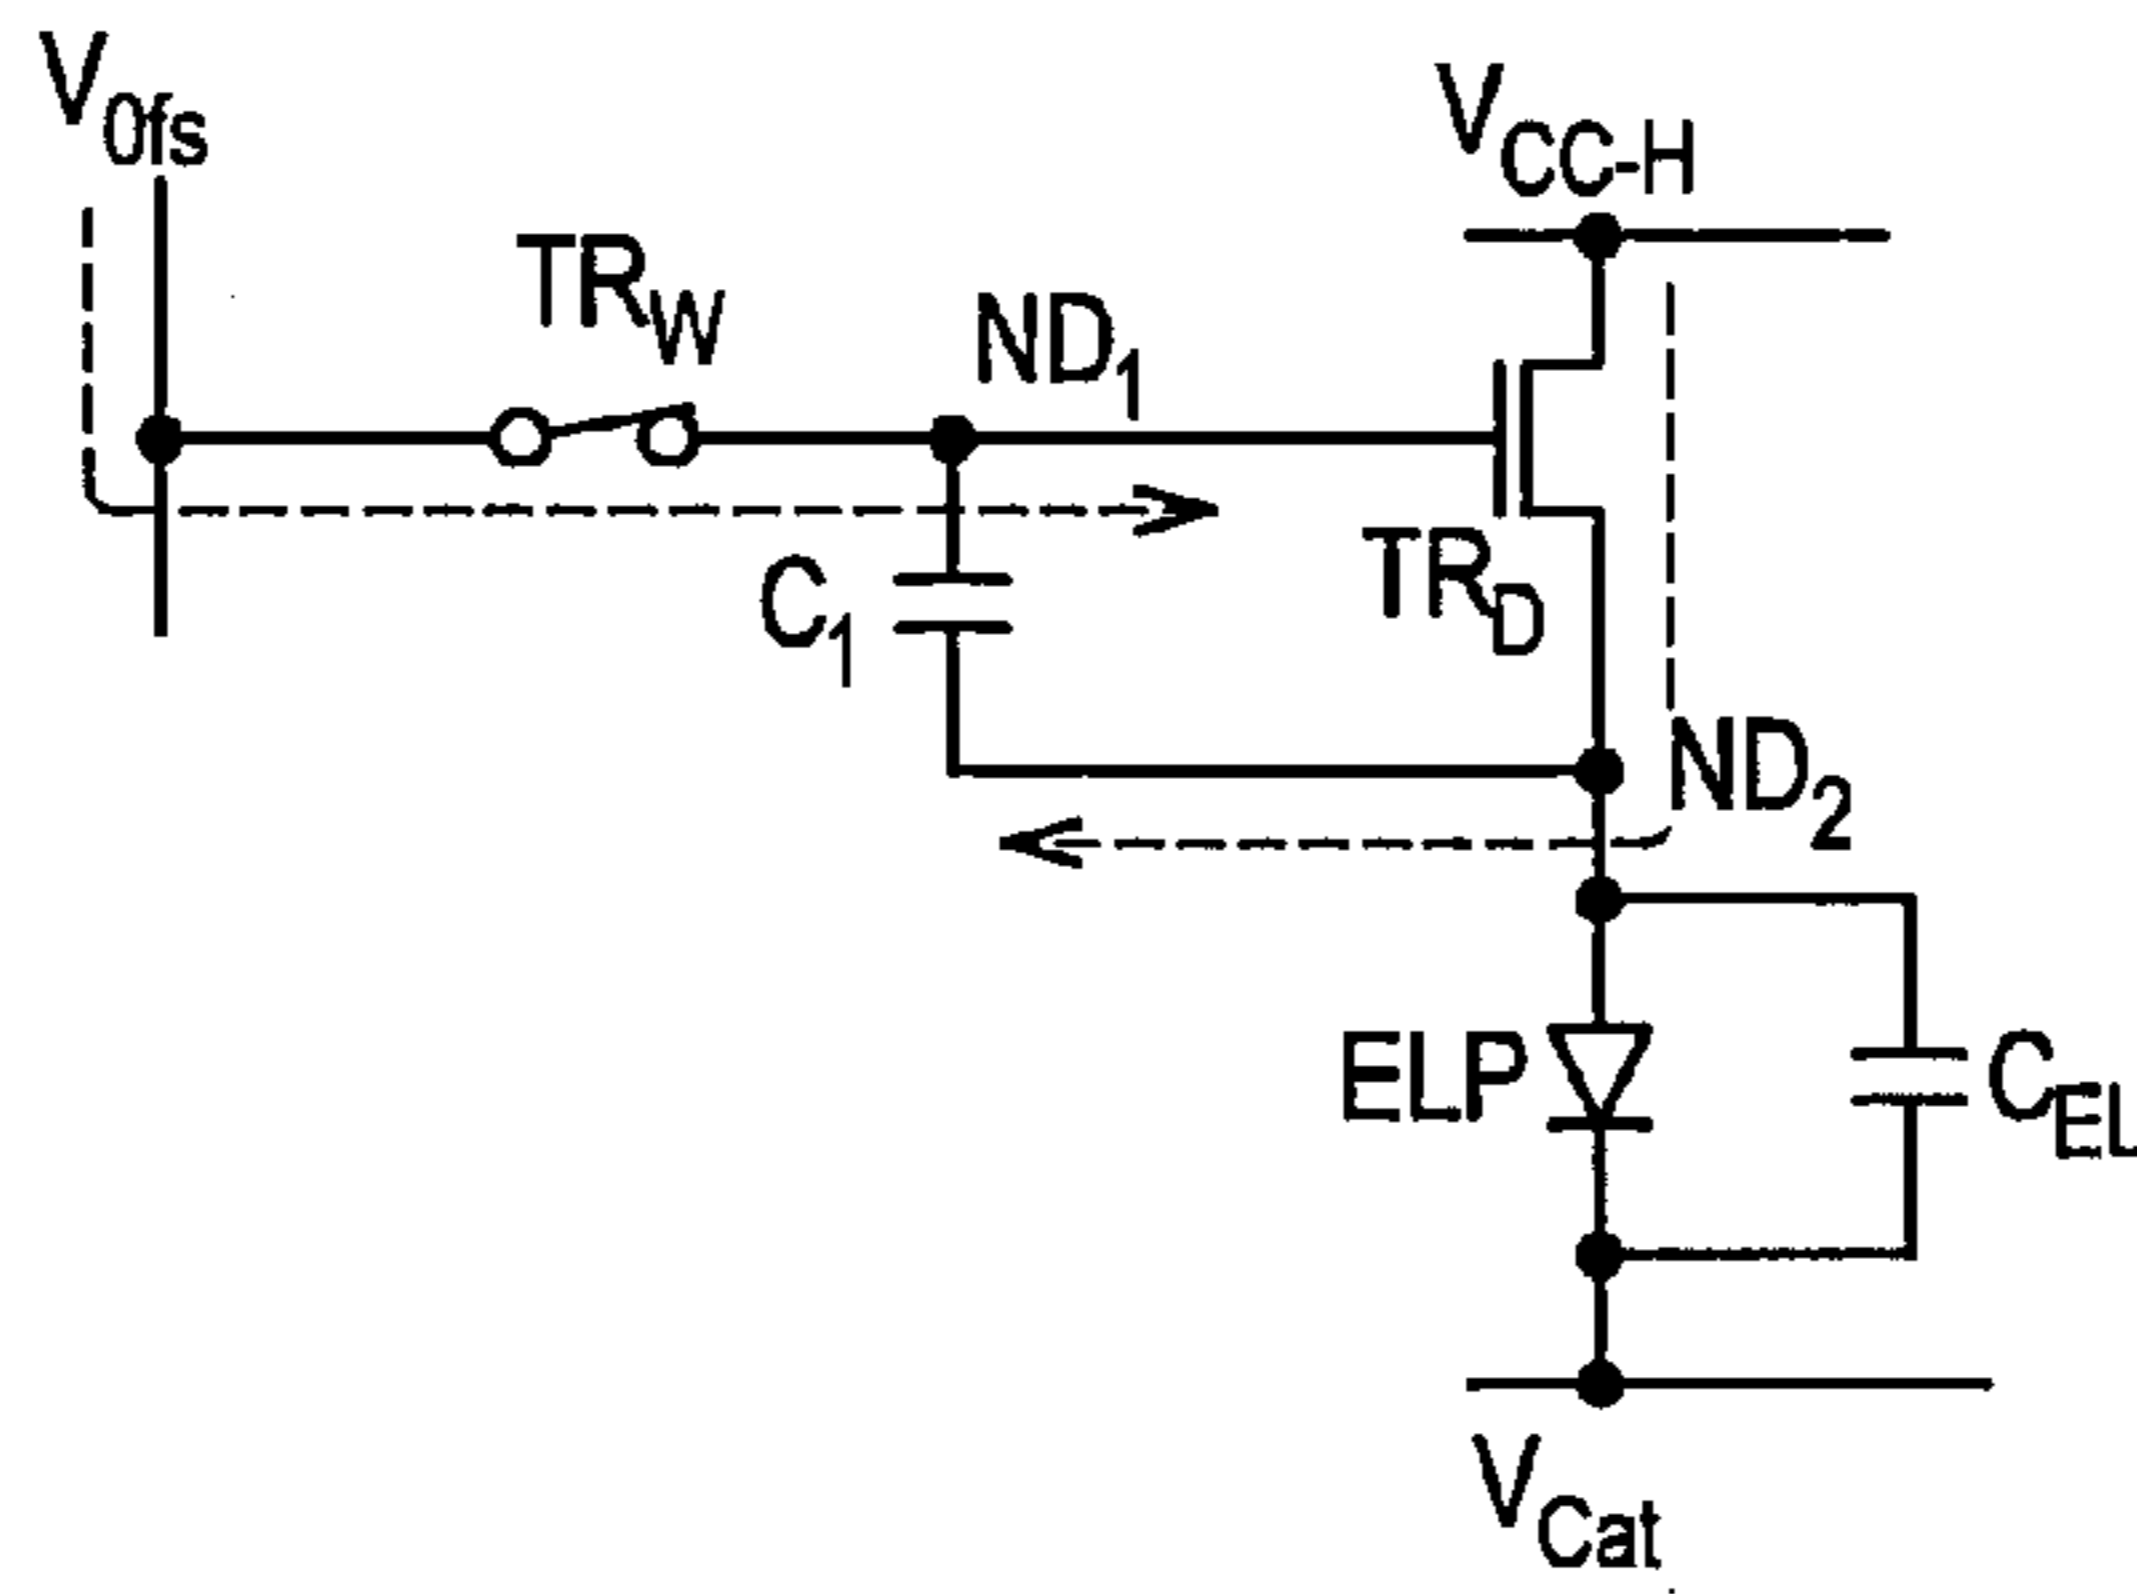 V0fs
VCC-H
TRW
ND1
C1
TRD
ND2
ELP
CEL
VCat